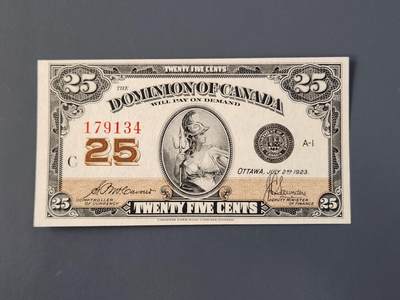 TWENTY FIVE CENTS
25 25
THE
DOMINION OF CANADA
WILL PAY ON DEMAND
179134
C 25
A-1
OTTAWA, JULY 2ND 1923.
COMPTROLLER
OF CURRENCY
DEPUTY MINISTER
OF FINANCE
25 TWENTY FIVE CENTS 25